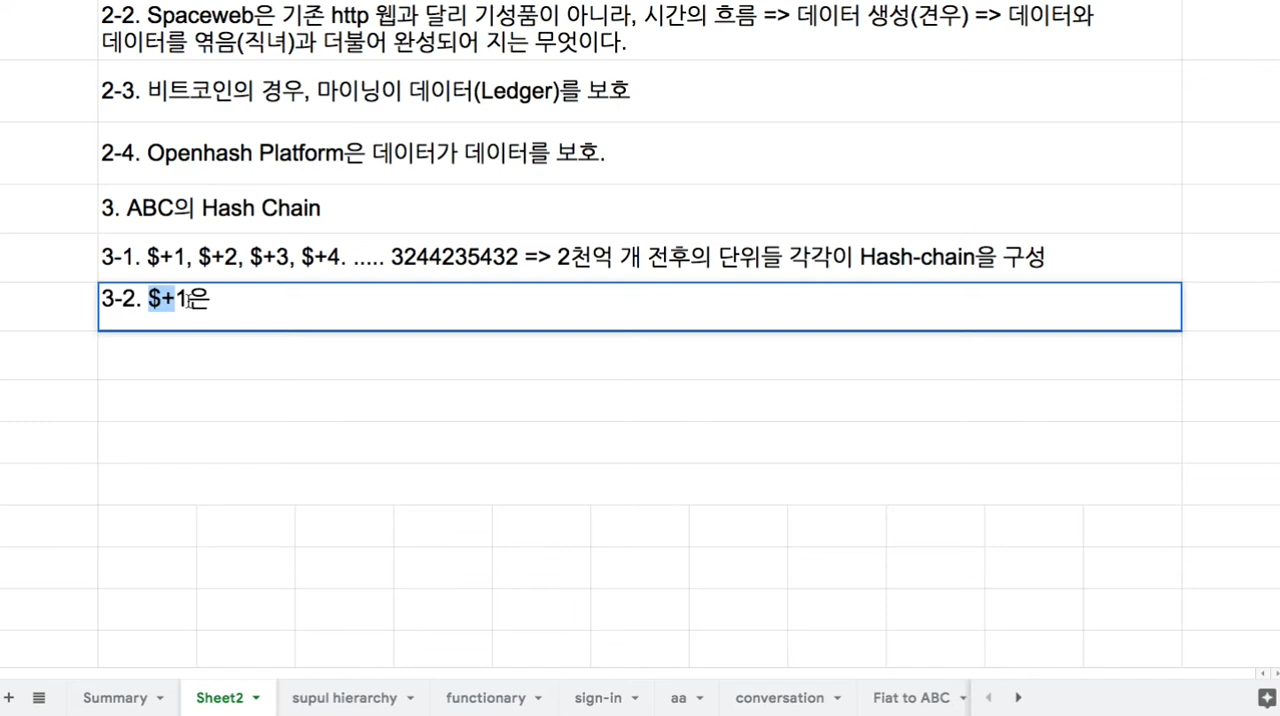 2-2. Spaceweb은 기존 http 웹과 달리 기성품이 아니라, 시간의 흐름 => 데이터 생성(견우) => 데이터와
데이터를 엮음(직녀)과 더불어 완성되어 지는 무엇이다.
2-3. 비트코인의 경우, 마이닝이 데이터(Ledger)를 보호
2-4. Openhash Platform은 데이터가 데이터를 보호.
3. ABC의 Hash Chain
3-1. $+1, $+2, $+3, $+4. ..... 3244235432 => 2천억 개 전후의 단위들 각각이 Hash-chain을 구성
3-2. $+1은
Summary Sheet2 supul hierarchy functionary sign-in aa conversation Fiat to ABC